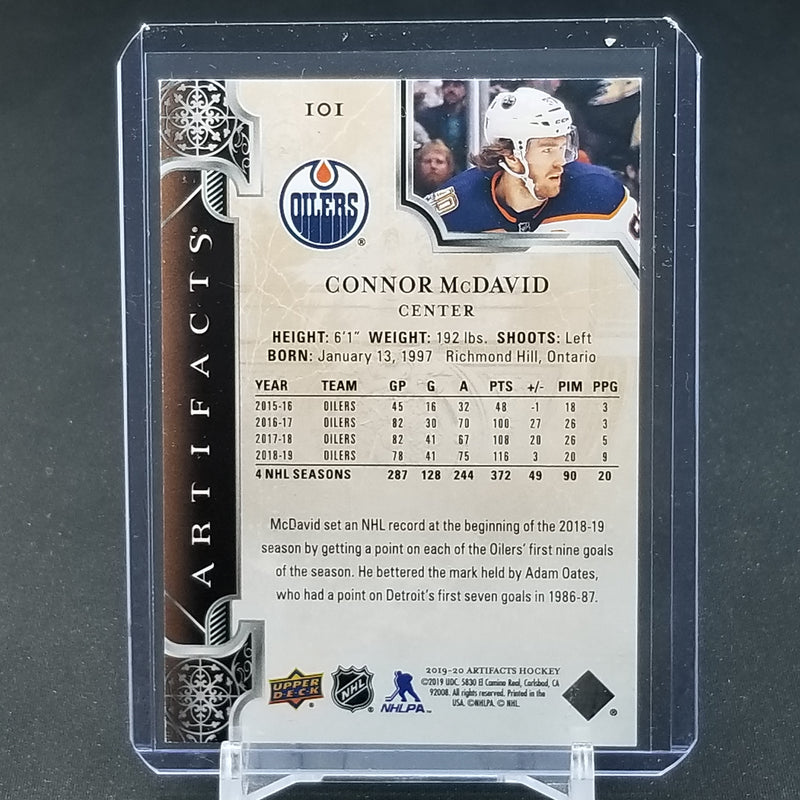 101
OILERS
®
ARTIFACTS®
CONNOR McDAVID
CENTER
HEIGHT: 6'1" WEIGHT: 192 lbs. SHOOTS: Left
BORN: January 13, 1997 Richmond Hill, Ontario
YEAR TEAM GP G A PTS +/- PIM PPG
2015-16 OILERS 45 16 32 48 -1 18 3
2016-17 OILERS 82 30 70 100 27 26 3
2017-18 OILERS 82 41 67 108 20 26 5
2018-19 OILERS 78 41 75 116 3 20 9
4 NHL SEASONS 287 128 244 372 49 90 20
McDavid set an NHL record at the beginning of the 2018-19
season by getting a point on each of the Oilers' first nine goals
of the season. He bettered the mark held by Adam Oates,
who had a point on Detroit's first seven goals in 1986-87.
UPPER
DECK
®
NHL
®
NHLPA™
2019-20 ARTIFACTS HOCKEY
©2019 UDC. 5830 El Camino Real, Carlsbad, CA
92008. All rights reserved. Printed in the
USA. ©NHLPA. © NHL.
®